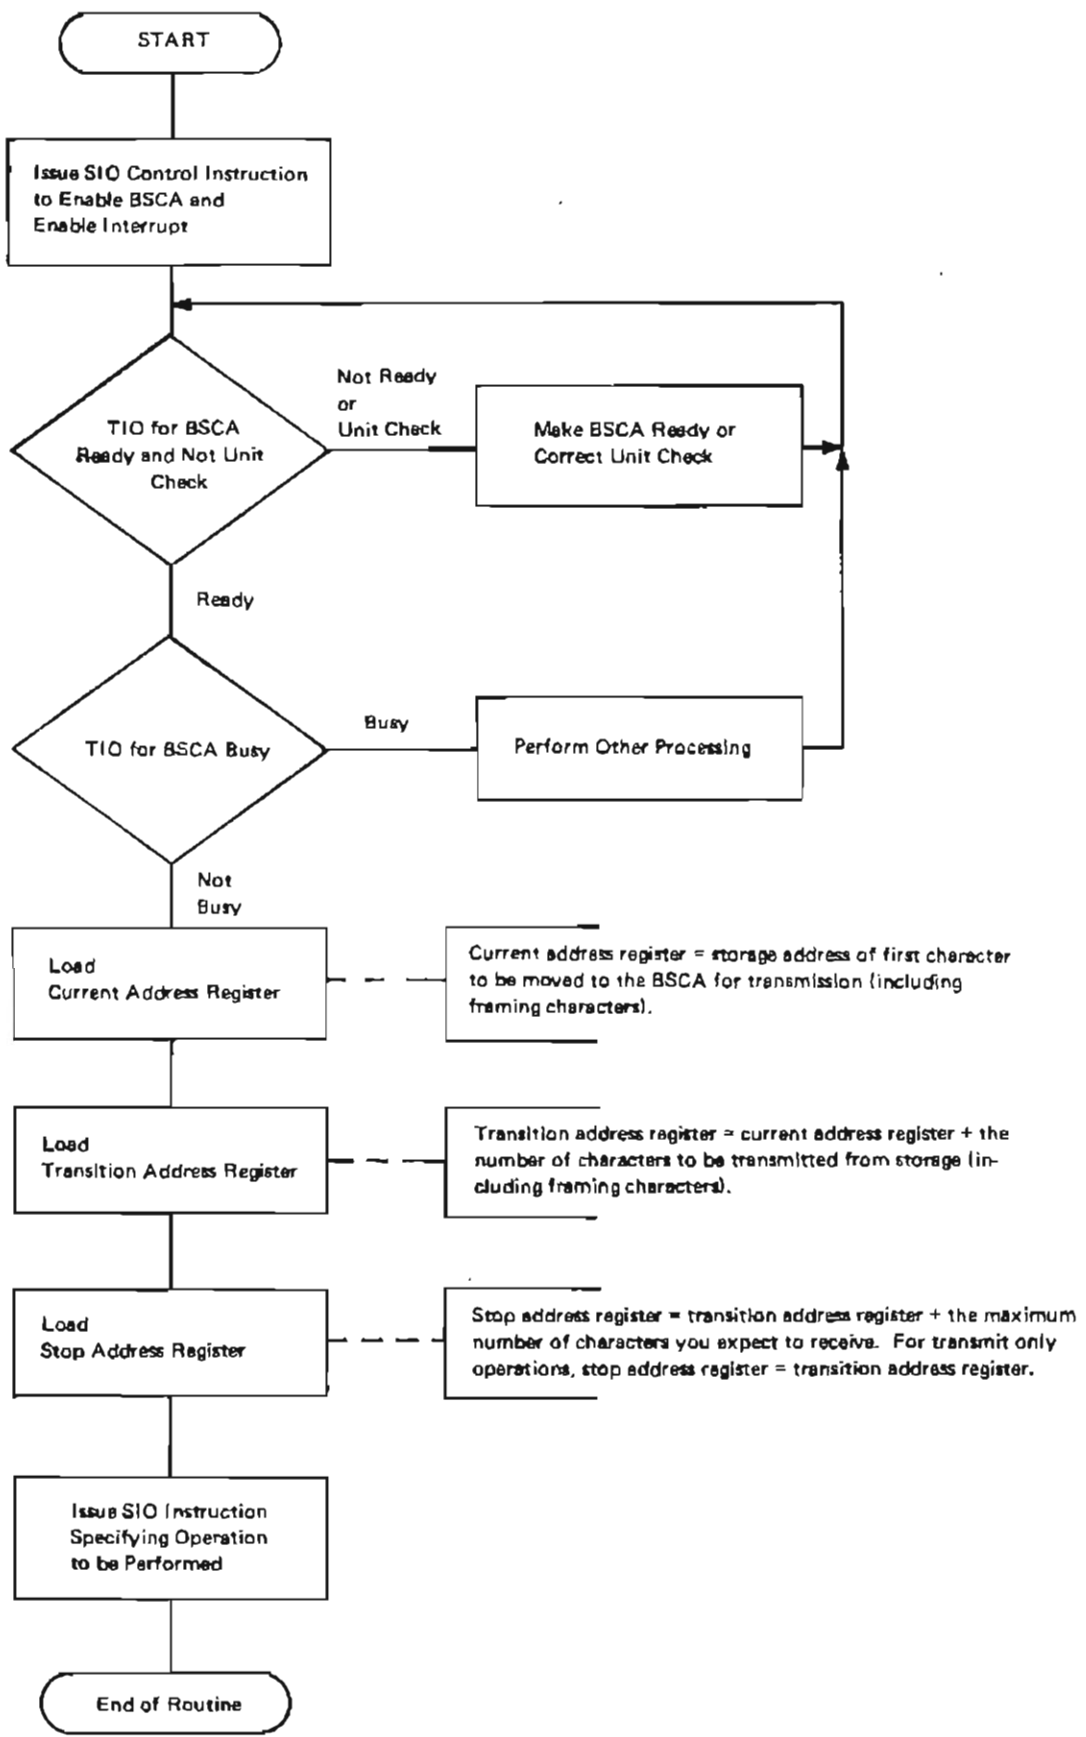 START
Issue SIO Control Instruction
to Enable BSCA and
Enable Interrupt
TIO for BSCA
Ready and Not Unit
Check
Not Ready
or
Unit Check
Make BSCA Ready or
Correct Unit Check
Ready
TIO for BSCA Busy
Busy
Perform Other Processing
Not
Busy
Load
Current Address Register
Current address register = storage address of first character
to be moved to the BSCA for transmission (including
framing characters).
Load
Transition Address Register
Transition address register = current address register + the
number of characters to be transmitted from storage (in-
cluding framing characters).
Load
Stop Address Register
Stop address register = transition address register + the maximum
number of characters you expect to receive. For transmit only
operations, stop address register = transition address register.
Issue SIO Instruction
Specifying Operation
to be Performed
End of Routine